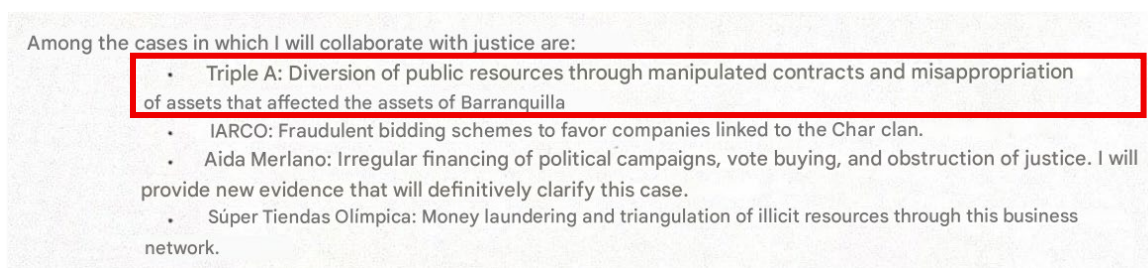 Among the cases in which I will collaborate with justice are:
• Triple A: Diversion of public resources through manipulated contracts and misappropriation
of assets that affected the assets of Barranquilla
• IARCO: Fraudulent bidding schemes to favor companies linked to the Char clan.
• Aida Merlano: Irregular financing of political campaigns, vote buying, and obstruction of justice. I will
provide new evidence that will definitively clarify this case.
• Súper Tiendas Olímpica: Money laundering and triangulation of illicit resources through this business
network.